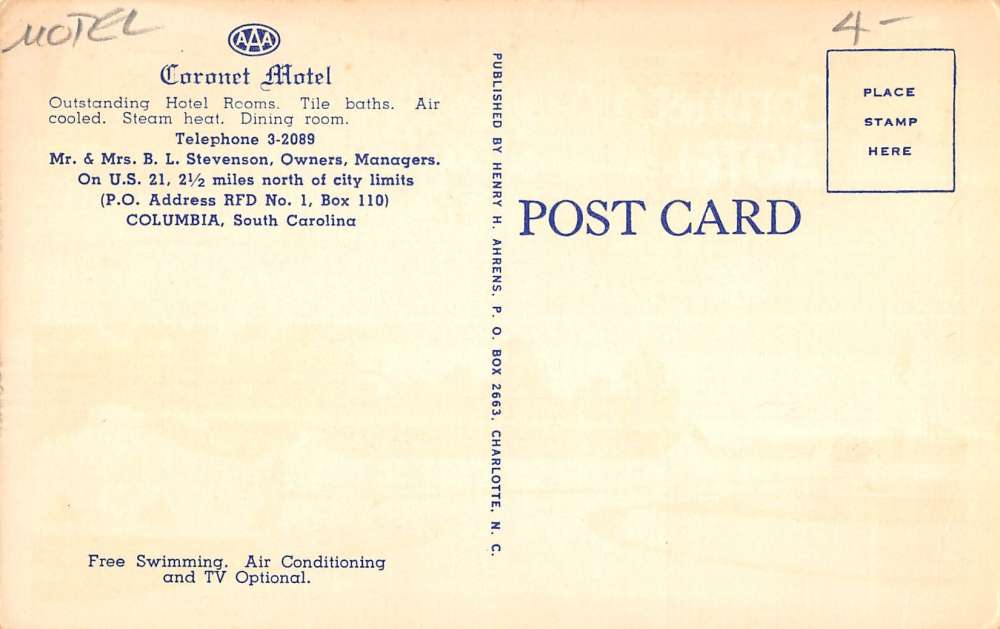 MOTEL
4-
AAA
Coronet Motel
Outstanding Hotel Rooms. Tile baths. Air
cooled. Steam heat. Dining room.
Telephone 3-2089
Mr. & Mrs. B. L. Stevenson, Owners, Managers.
On U.S. 21, 2½ miles north of city limits
(P.O. Address RFD No. 1, Box 110)
COLUMBIA, South Carolina
Free Swimming. Air Conditioning
and TV Optional.
PUBLISHED BY HENRY H. AHRENS, P. O. BOX 2663, CHARLOTTE, N. C.
PLACE
STAMP
HERE
POST CARD